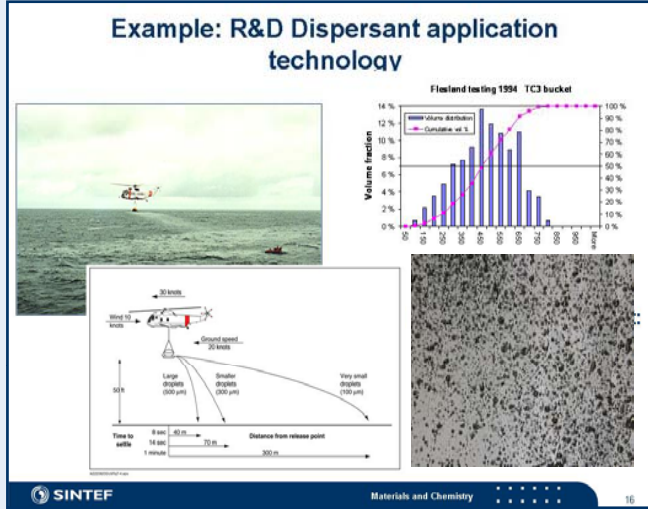 Example: R&D Dispersant application
technology
Flesland testing 1994 TC3 bucket
Volume distribution
Cumulative vol %
Volume fraction
14 %
12 %
10 %
8 %
6 %
4 %
2 %
0 %
100 %
90 %
80 %
70 %
60 %
50 %
40 %
30 %
20 %
10 %
0 %
50
150
250
350
450
550
650
750
850
950
More
30 knots
Wind 10
knots
Ground speed
20 knots
50 ft
Large
droplets
(500 µm)
Smaller
droplets
(300 µm)
Very small
droplets
(100 µm)
Time to
settle
8 sec
14 sec
1 minute
40 m
70 m
300 m
Distance from release point
SINTEF
Materials and Chemistry
16